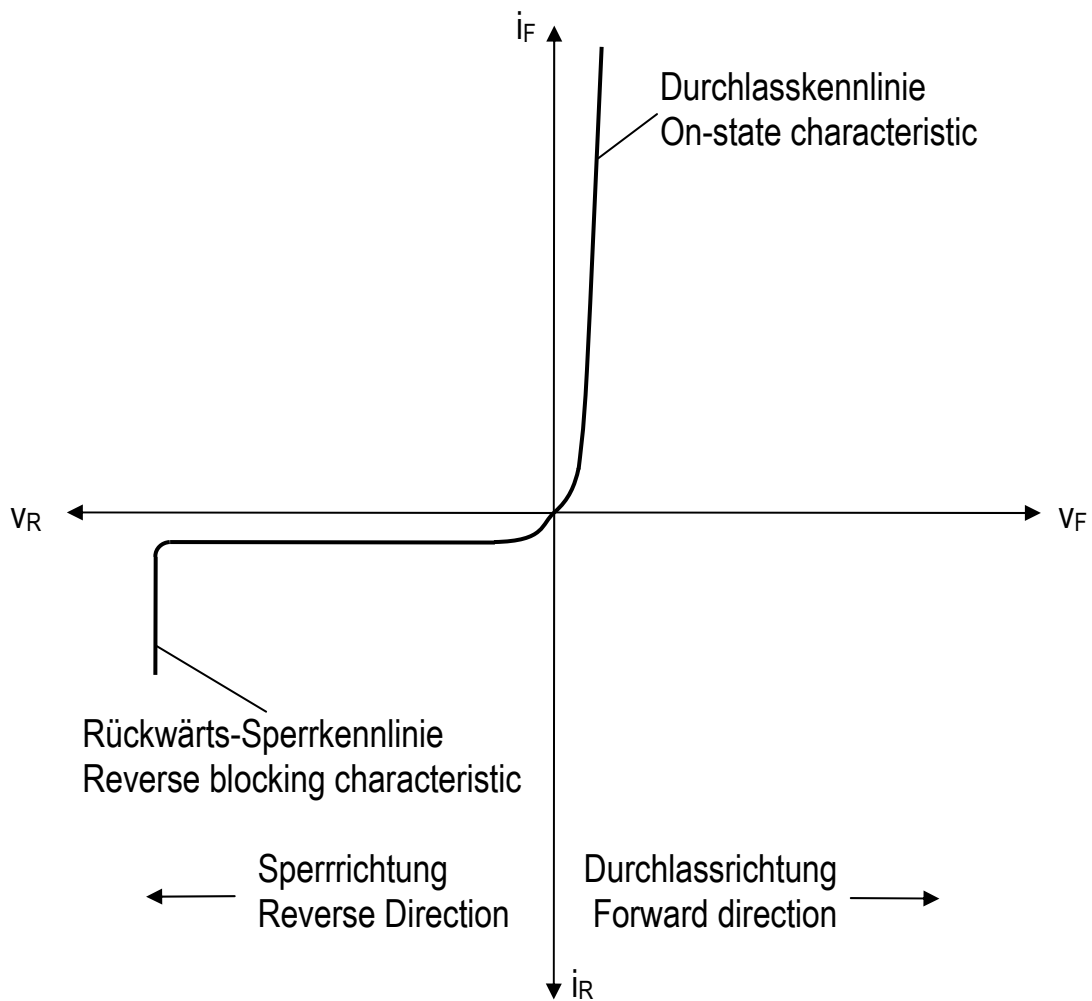 iF
Durchlasskennlinie
On-state characteristic
vR
vF
Rückwärts-Sperrkennlinie
Reverse blocking characteristic
Sperrrichtung
Reverse Direction
Durchlassrichtung
Forward direction
iR